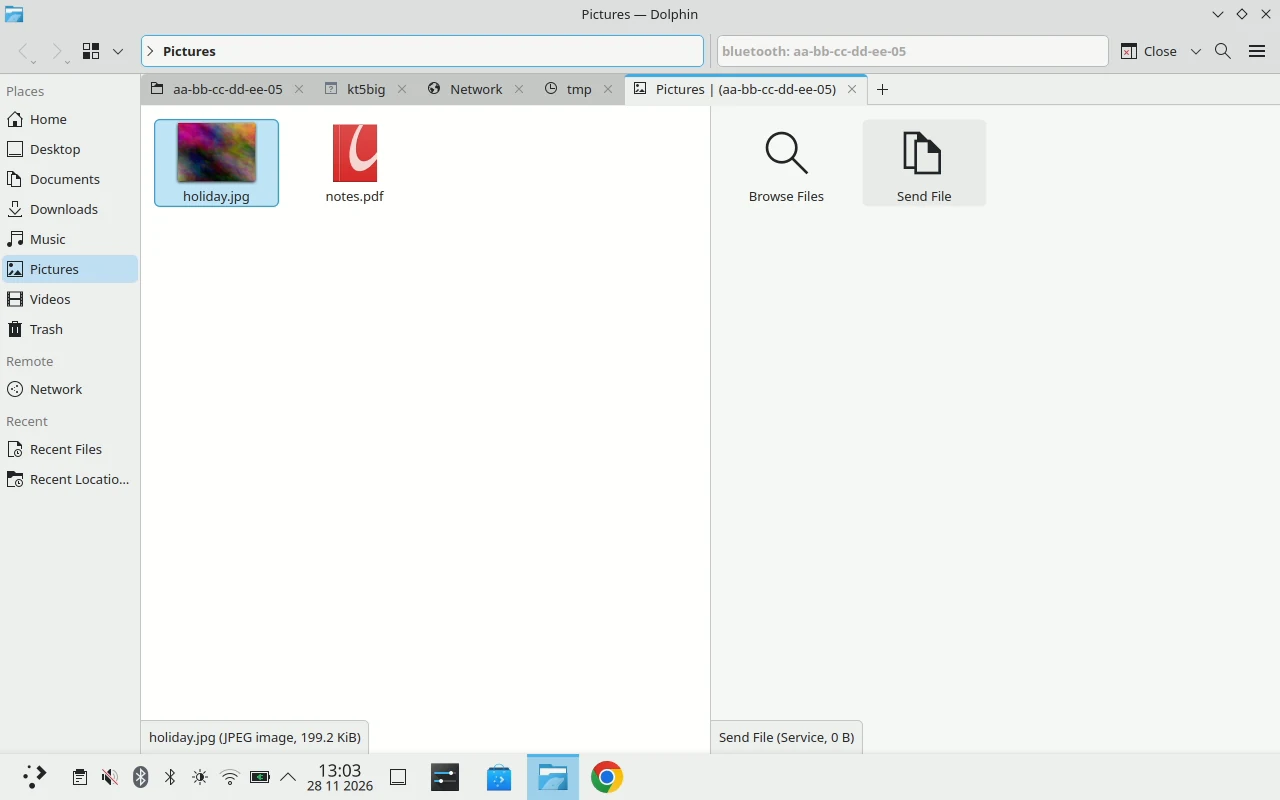 Pictures — Dolphin
Pictures
bluetooth: aa-bb-cc-dd-ee-05
Close
Places
Home
Desktop
Documents
Downloads
Music
Pictures
Videos
Trash
Remote
Network
Recent
Recent Files
Recent Locatio...
aa-bb-cc-dd-ee-05
kt5big
Network
tmp
Pictures | (aa-bb-cc-dd-ee-05)
holiday.jpg
notes.pdf
Browse Files
Send File
holiday.jpg (JPEG image, 199.2 KiB)
Send File (Service, 0 B)
13:03
28 11 2026